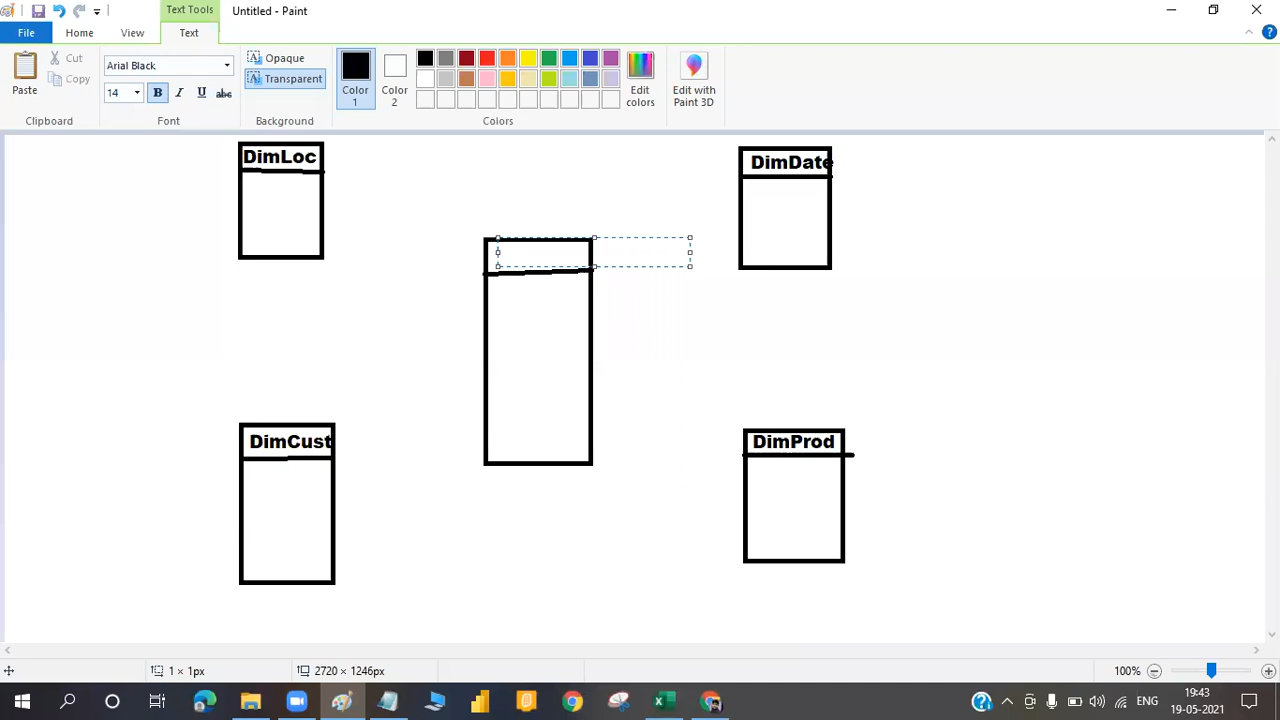 Text Tools
Untitled - Paint
File
Home
View
Text
Paste
Cut
Copy
Clipboard
Arial Black
14
B
I
U
abc
Font
Opaque
Transparent
Background
Color
1
Color
2
Edit
colors
Colors
Edit with
Paint 3D
DimLoc
DimDate
DimCust
DimProd
1 × 1px
2720 × 1246px
100%
ENG
19:43
19-05-2021